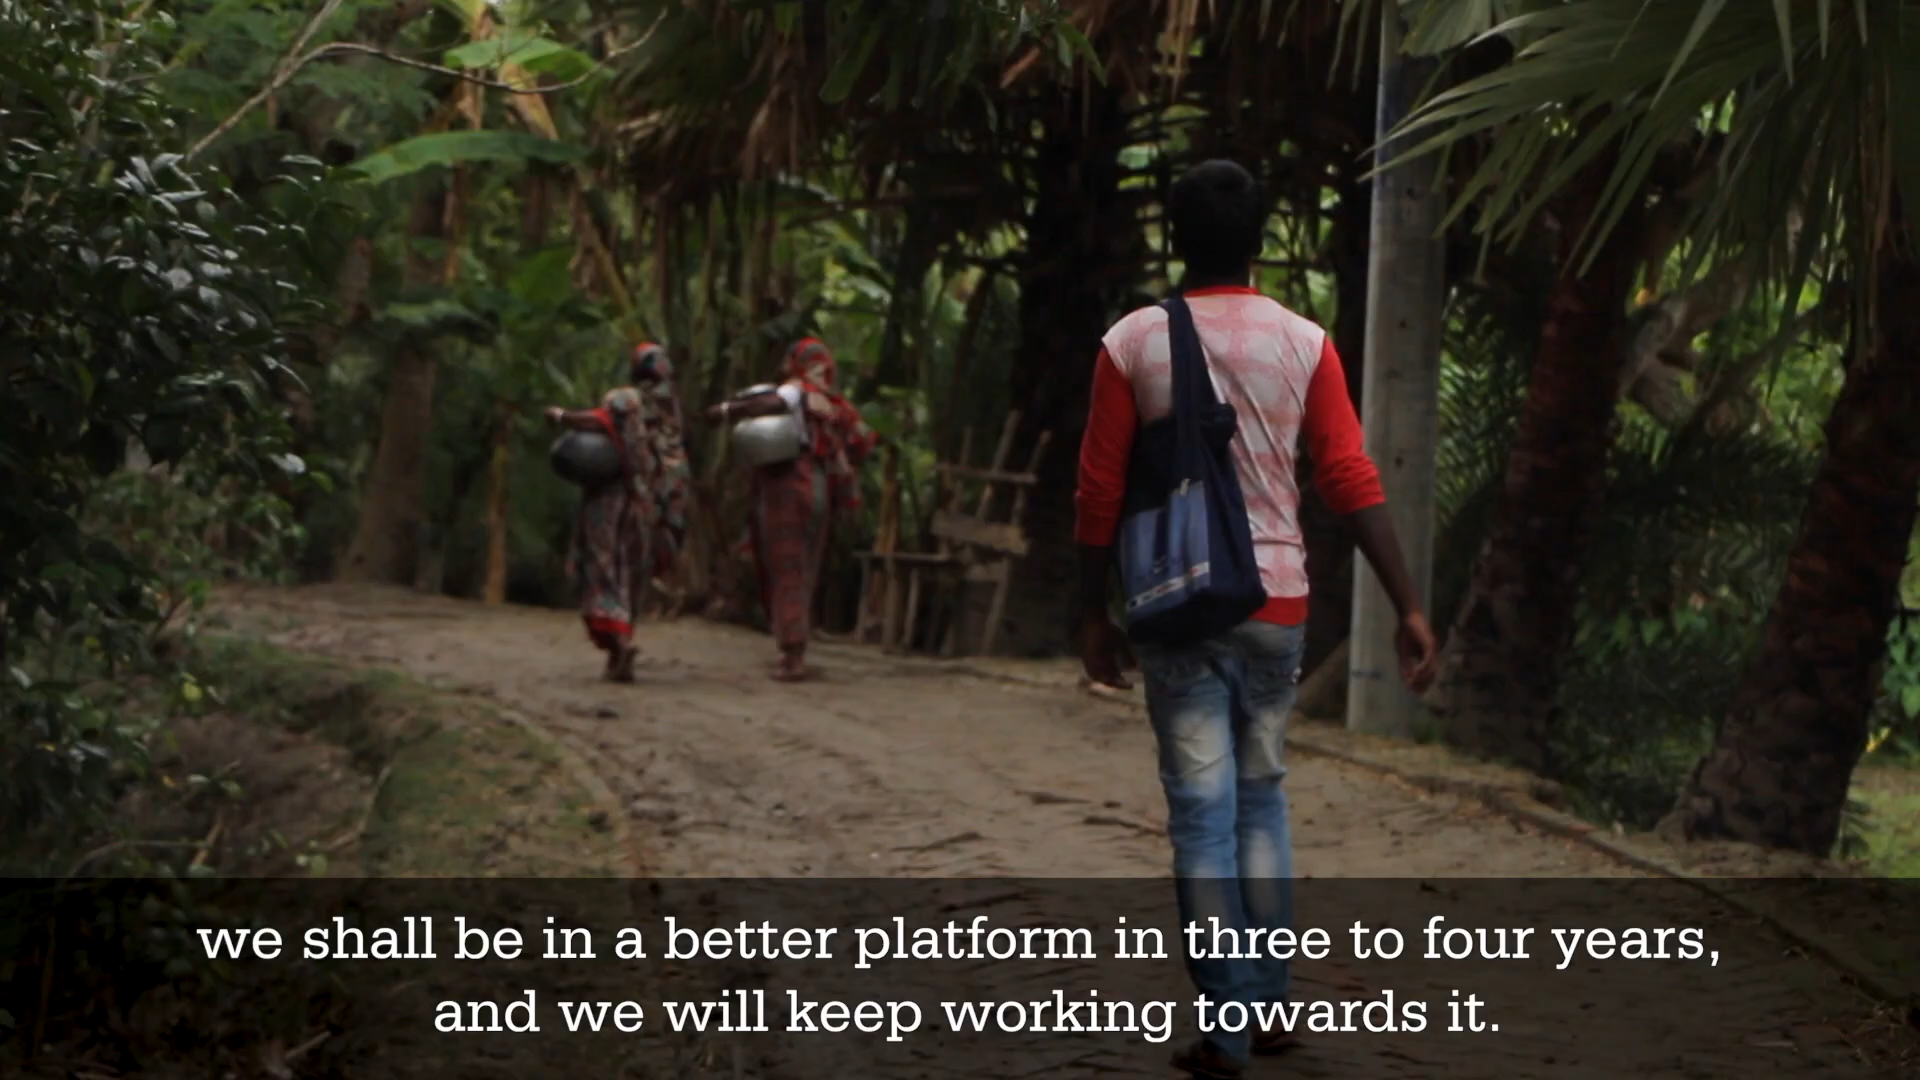 we shall be in a better platform in three to four years,
and we will keep working towards it.